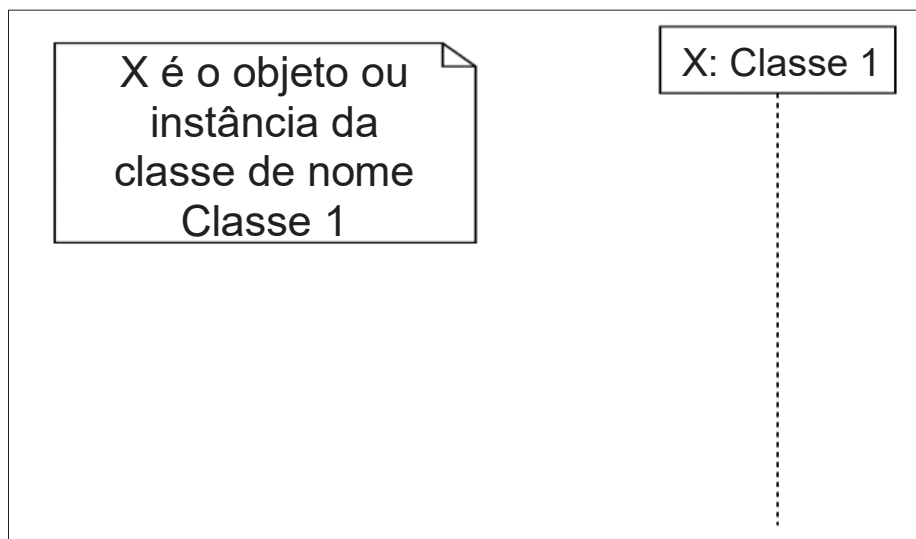 X é o objeto ou
instância da
classe de nome
Classe 1
X: Classe 1